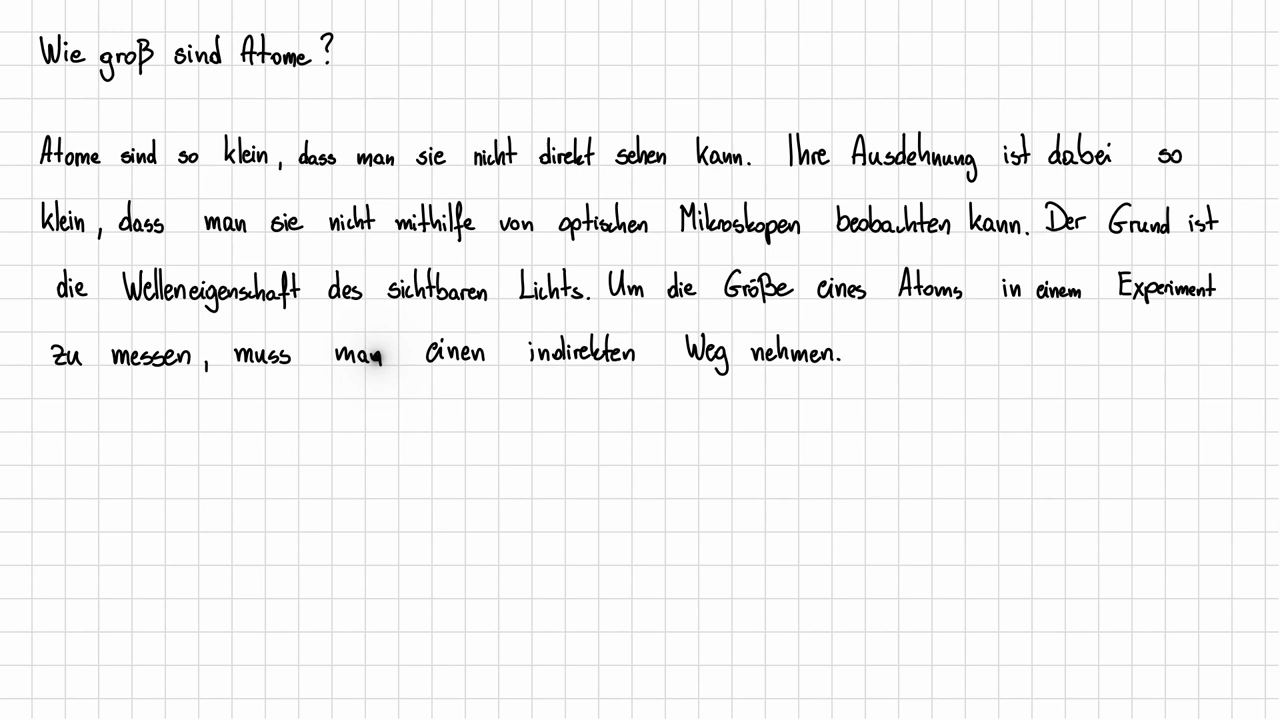 Wie groß sind Atome?
Atome sind so klein, dass man sie nicht direkt sehen kann. Ihre Ausdehnung ist dabei so
klein, dass man sie nicht mithilfe von optischen Mikroskopen beobachten kann. Der Grund ist
die Welleneigenschaft des sichtbaren Lichts. Um die Größe eines Atoms in einem Experiment
zu messen, muss man einen indirekten Weg nehmen.